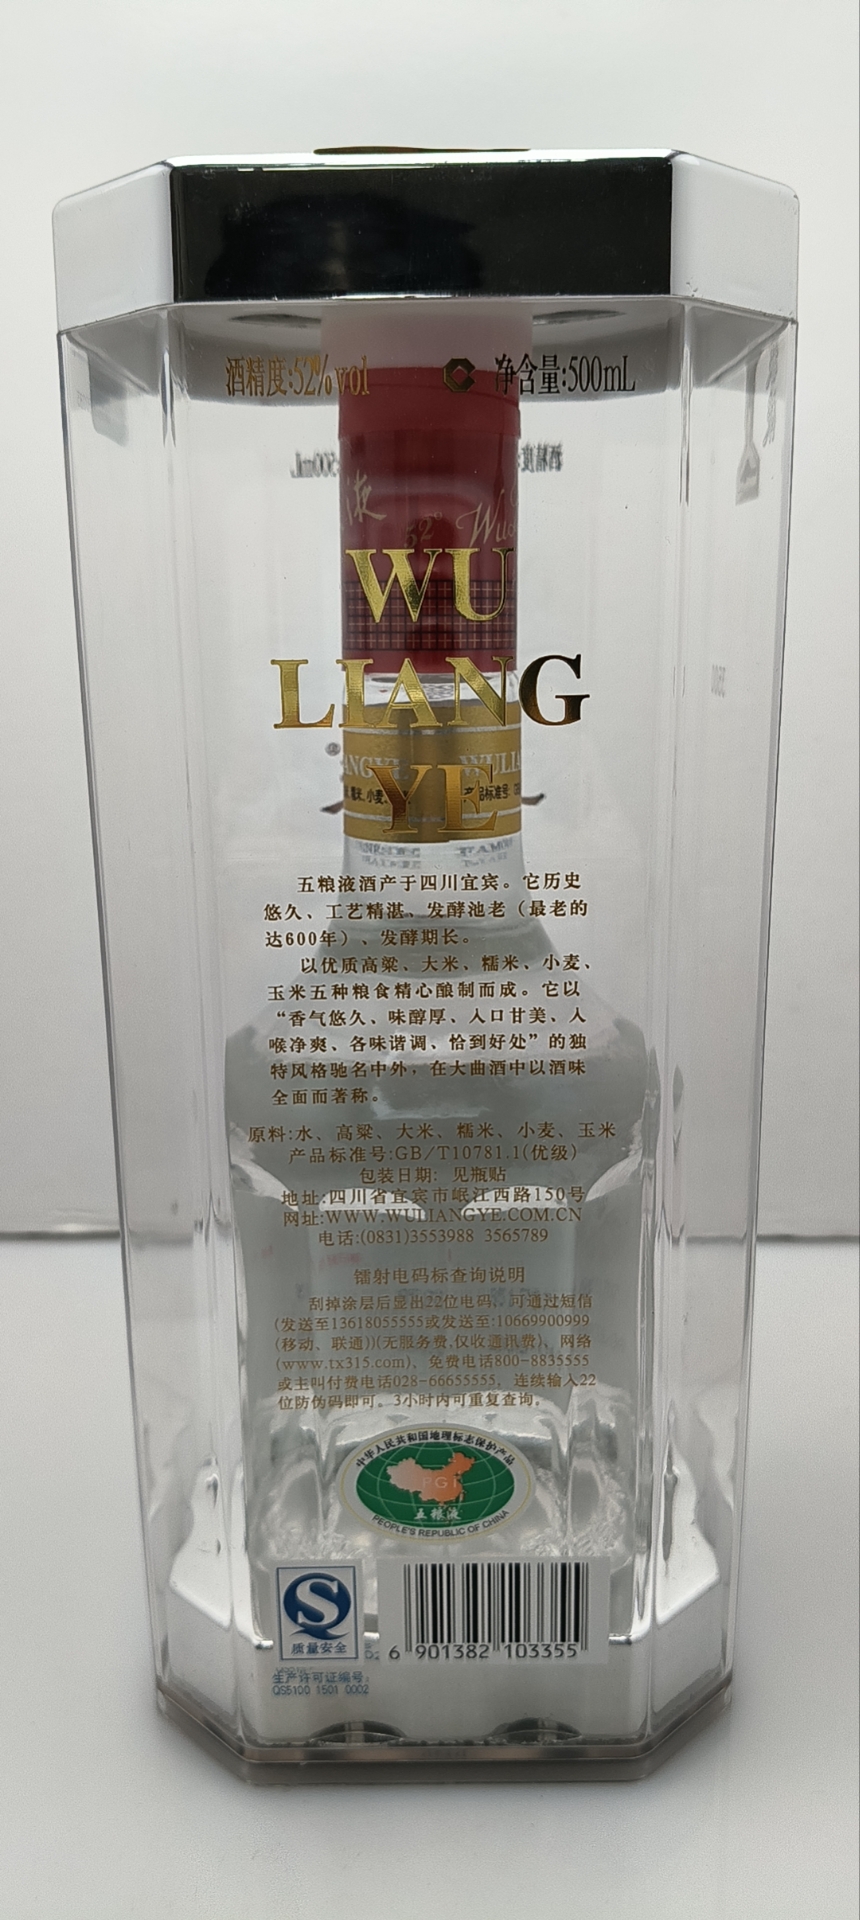 酒精度:52%vol 净含量:500mL
液 52°
WU
LIANG
YE
糯米、小麦 产品标准号:
五粮液酒产于四川宜宾。它历史
悠久、工艺精湛、发酵池老（最老的
达600年）、发酵期长。
以优质高粱、大米、糯米、小麦、
玉米五种粮食精心酿制而成。它以
“香气悠久、味醇厚、入口甘美、入
喉净爽、各味谐调、恰到好处”的独
特风格驰名中外，在大曲酒中以酒味
全面而著称。
原料:水、高粱、大米、糯米、小麦、玉米
产品标准号:GB/T10781.1(优级)
包装日期: 见瓶贴
地址:四川省宜宾市岷江西路150号
网址:WWW.WULIANGYE.COM.CN
电话:(0831)3553988 3565789
镭射电码标查询说明
刮掉涂层后显出22位电码，可通过短信
(发送至13618055555或发送至:10669900999
(移动、联通))(无服务费,仅收通讯费)、网络
(www.tx315.com)、免费电话800-8835555
或主叫付费电话028-66655555，连续输入22
位防伪码即可。3小时内可重复查询。
中华人民共和国地理标志保护产品
PGI
五粮液
PEOPLE'S REPUBLIC OF CHINA
质量安全
6 901382 103355
生产许可证编号:
QS5100 1501 0002